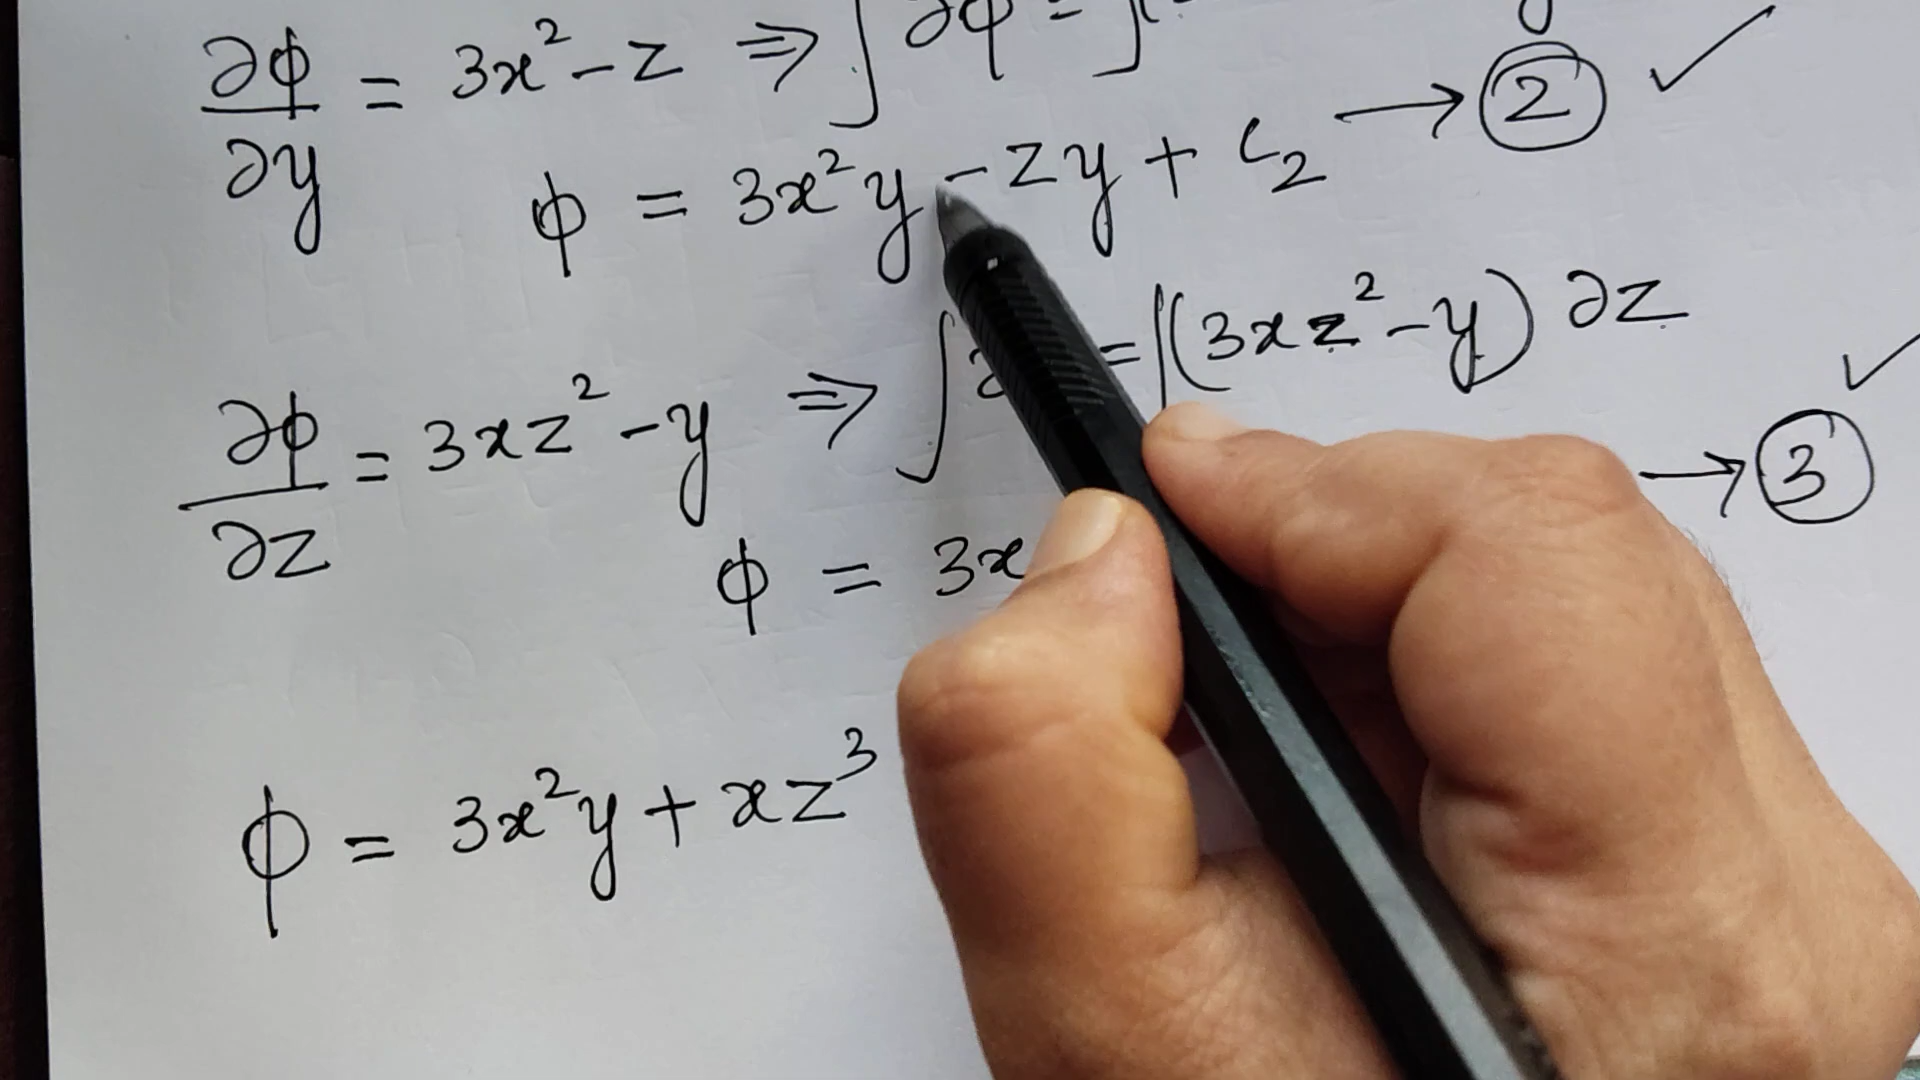 ∂φ/∂y = 3x² - z ⇒ ∫ ∂φ = ∫(
φ = 3x²y - zy + c₂ → ②
∂φ/∂z = 3xz² - y ⇒ ∫ ∂ = ∫(3xz² - y) ∂z
φ = 3x → ③
φ = 3x²y + xz³